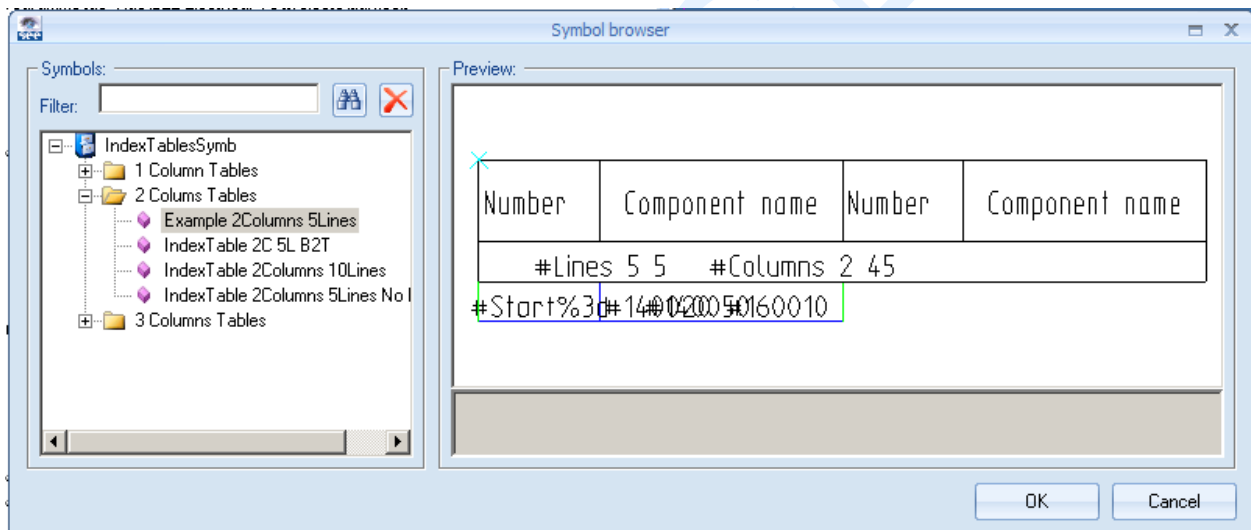 see
Symbol browser
Symbols:
Filter:
IndexTablesSymb
1 Column Tables
2 Colums Tables
Example 2Columns 5Lines
IndexTable 2C 5L B2T
IndexTable 2Columns 10Lines
IndexTable 2Columns 5Lines No
3 Columns Tables
Preview:
Number Component name Number Component name
#Lines 5 5 #Columns 2 45
#Start%3d #160010
OK Cancel